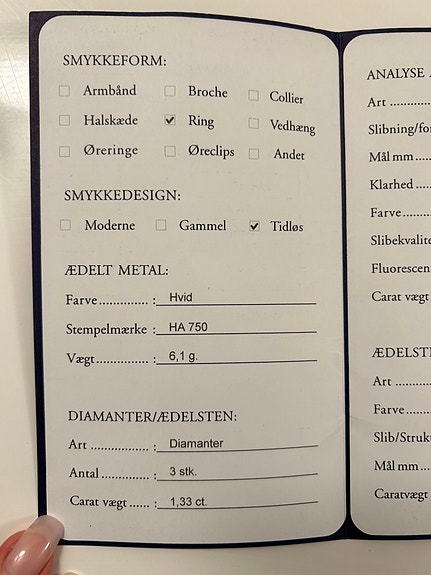 SMYKKEFORM:
Armbånd Broche Collier
Halskæde Ring Vedhæng
Øreringe Øreclips Andet
SMYKKEDESIGN:
Moderne Gammel Tidløs
ÆDELT METAL:
Farve.............. : Hvid
Stempelmærke : HA 750
Vægt................ : 6,1 g.
DIAMANTER/ÆDELSTEN:
Art ................. : Diamanter
Antal.............. : 3 stk.
Carat vægt ...... : 1,33 ct.
ANALYSE
Art ...........
Slibning/for
Mål mm.....
Klarhed ......
Farve..........
Slibekvalite
Fluorescen
Carat vægt
ÆDELST
Art ..........
Farve.......
Slib/Struk
Mål mm...
Caratvægt